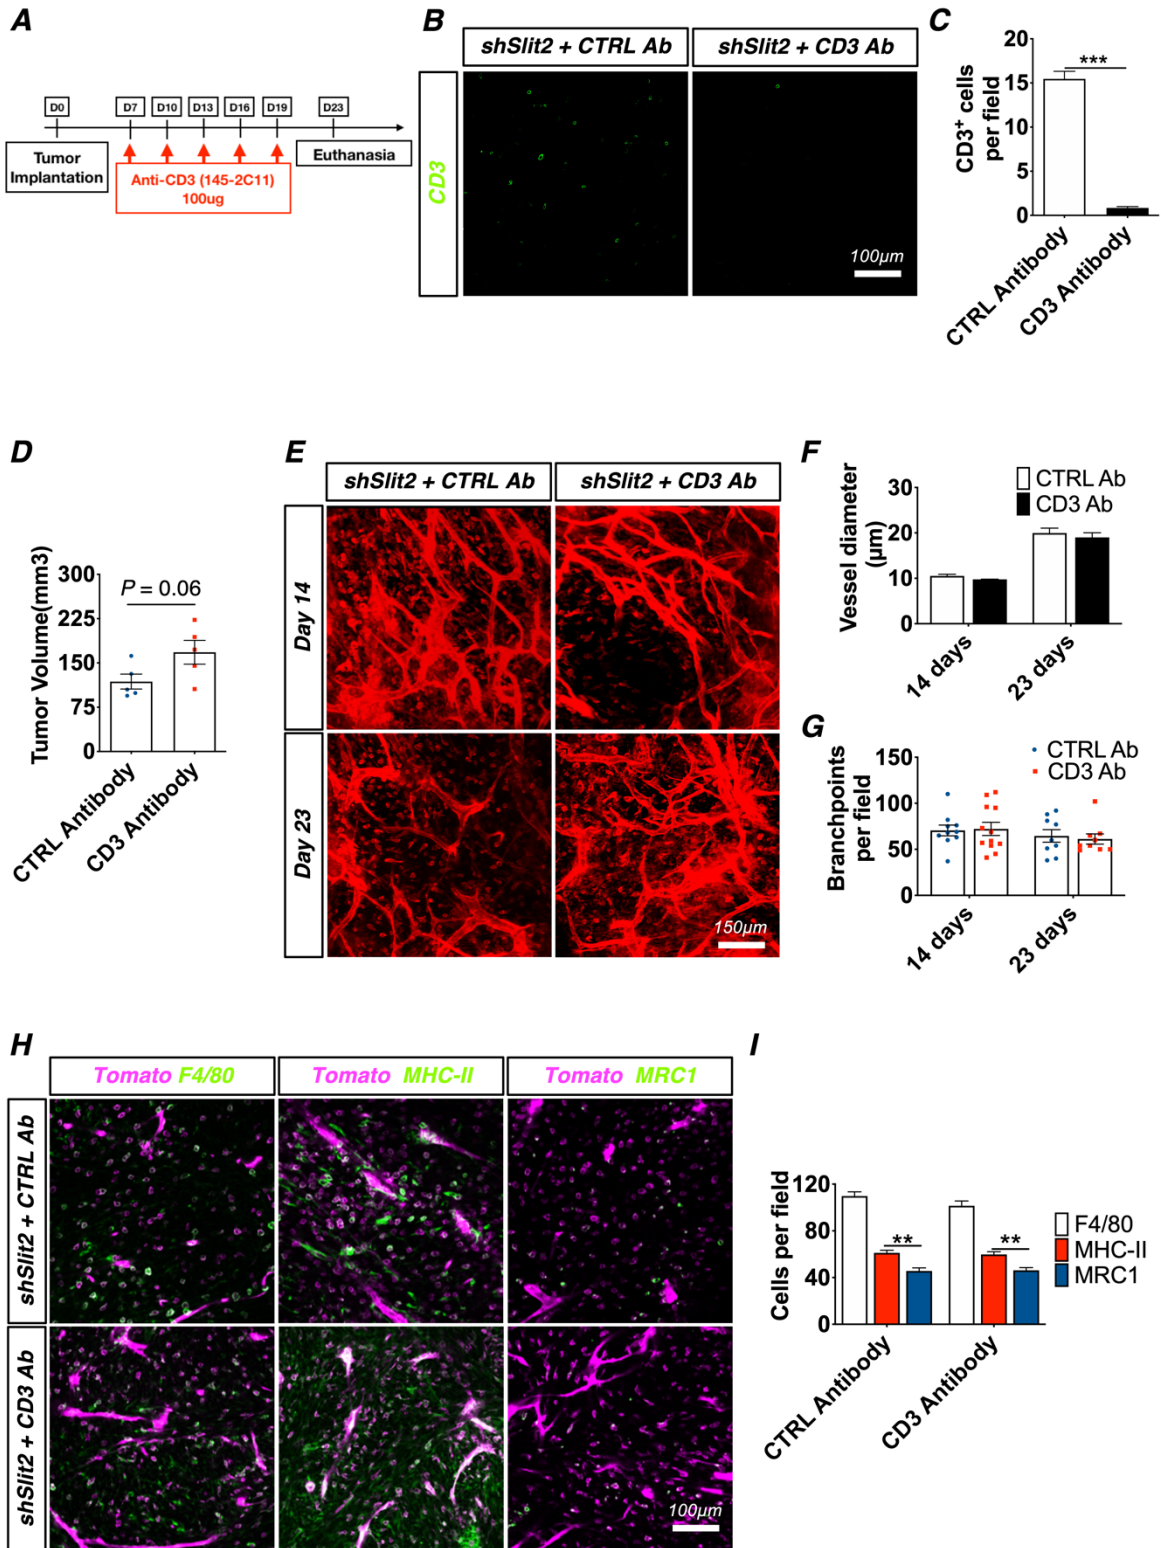 A
D0
D7
D10
D13
D16
D19
D23
Tumor
Implantation
Anti-CD3 (145-2C11)
100ug
Euthanasia
B
shSlit2 + CTRL Ab
shSlit2 + CD3 Ab
CD3
100µm
C
20
15
10
5
0
CD3+ cells
per field
***
CTRL Antibody
CD3 Antibody
D
Tumor Volume(mm3)
300
225
150
75
0
P = 0.06
CTRL Antibody
CD3 Antibody
E
shSlit2 + CTRL Ab
shSlit2 + CD3 Ab
Day 14
Day 23
150µm
F
Vessel diameter
(µm)
30
20
10
0
CTRL Ab
CD3 Ab
14 days
23 days
G
Branchpoints
per field
150
100
50
0
CTRL Ab
CD3 Ab
14 days
23 days
H
Tomato F4/80
Tomato MHC-II
Tomato MRC1
shSlit2 + CTRL Ab
shSlit2 + CD3 Ab
100µm
I
Cells per field
120
80
40
0
**
**
F4/80
MHC-II
MRC1
CTRL Antibody
CD3 Antibody